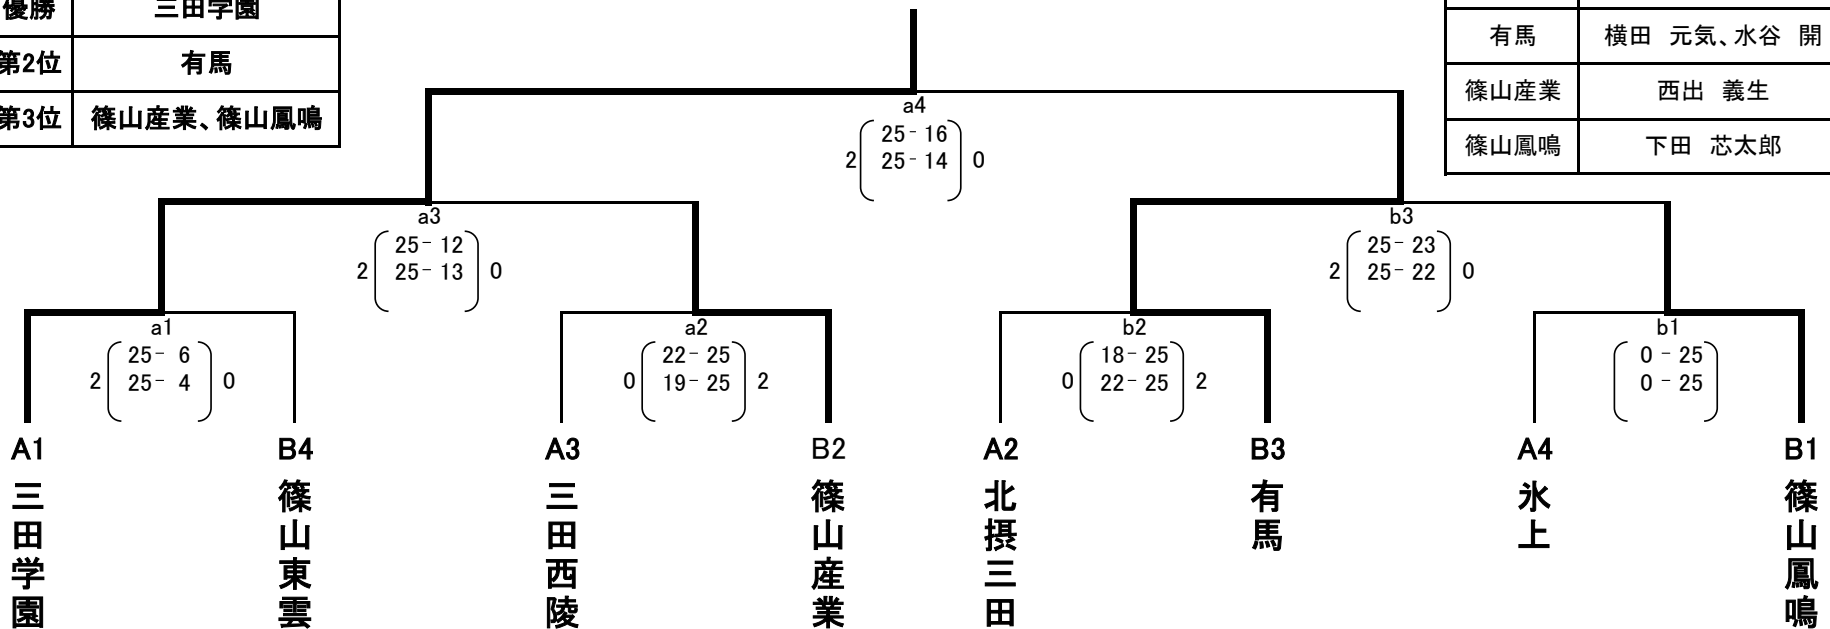 優勝 三田学園
第2位 有馬
第3位 篠山産業、篠山鳳鳴
有馬 横田 元気、水谷 開
篠山産業 西出 義生
篠山鳳鳴 下田 芯太郎
a4
25- 16
2 25- 14 0
a3
25- 12
2 25- 13 0
b3
25- 23
2 25- 22 0
a1
25- 6
2 25- 4 0
a2
22- 25
0 19- 25 2
b2
18- 25
0 22- 25 2
b1
0 - 25
0 - 25
A1 B4 A3 B2 A2 B3 A4 B1
三田学園
篠山東雲
三田西陵
篠山産業
北摂三田
有馬
氷上
篠山鳳鳴